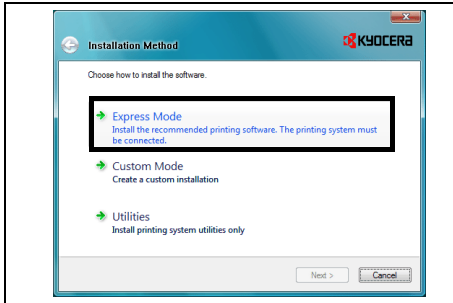 Installation Method
KYOCERA
Choose how to install the software.
Express Mode
Install the recommended printing software. The printing system must
be connected.
Custom Mode
Create a custom installation
Utilities
Install printing system utilities only
Next >
Cancel